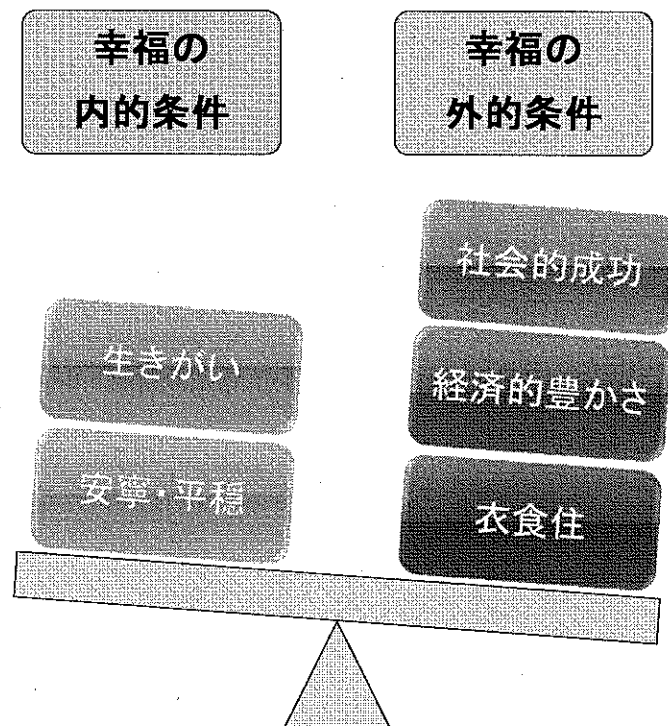 幸福の
内的条件
幸福の
外的条件
社会的成功
生きがい
経済的豊かさ
安寧・平穏
衣食住